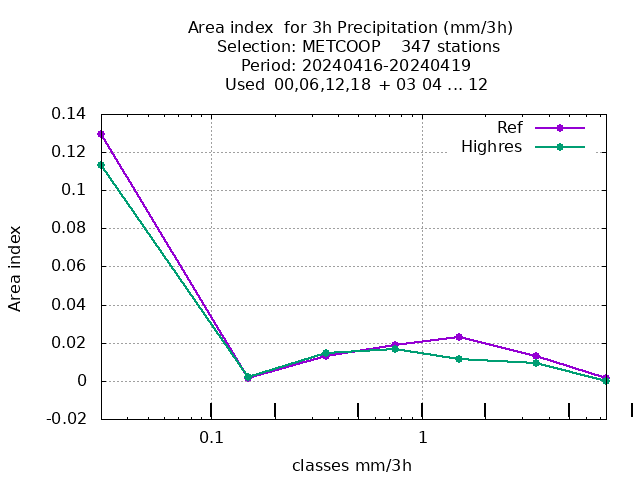 Area index  for 3h Precipitation (mm/3h)
Selection: METCOOP    347 stations
Period: 20240416-20240419
Used  00,06,12,18 + 03 04 ... 12
0.14
0.12
0.1
0.08
0.06
0.04
0.02
0
-0.02
Area index
Ref
Highres
0.1
1
classes mm/3h